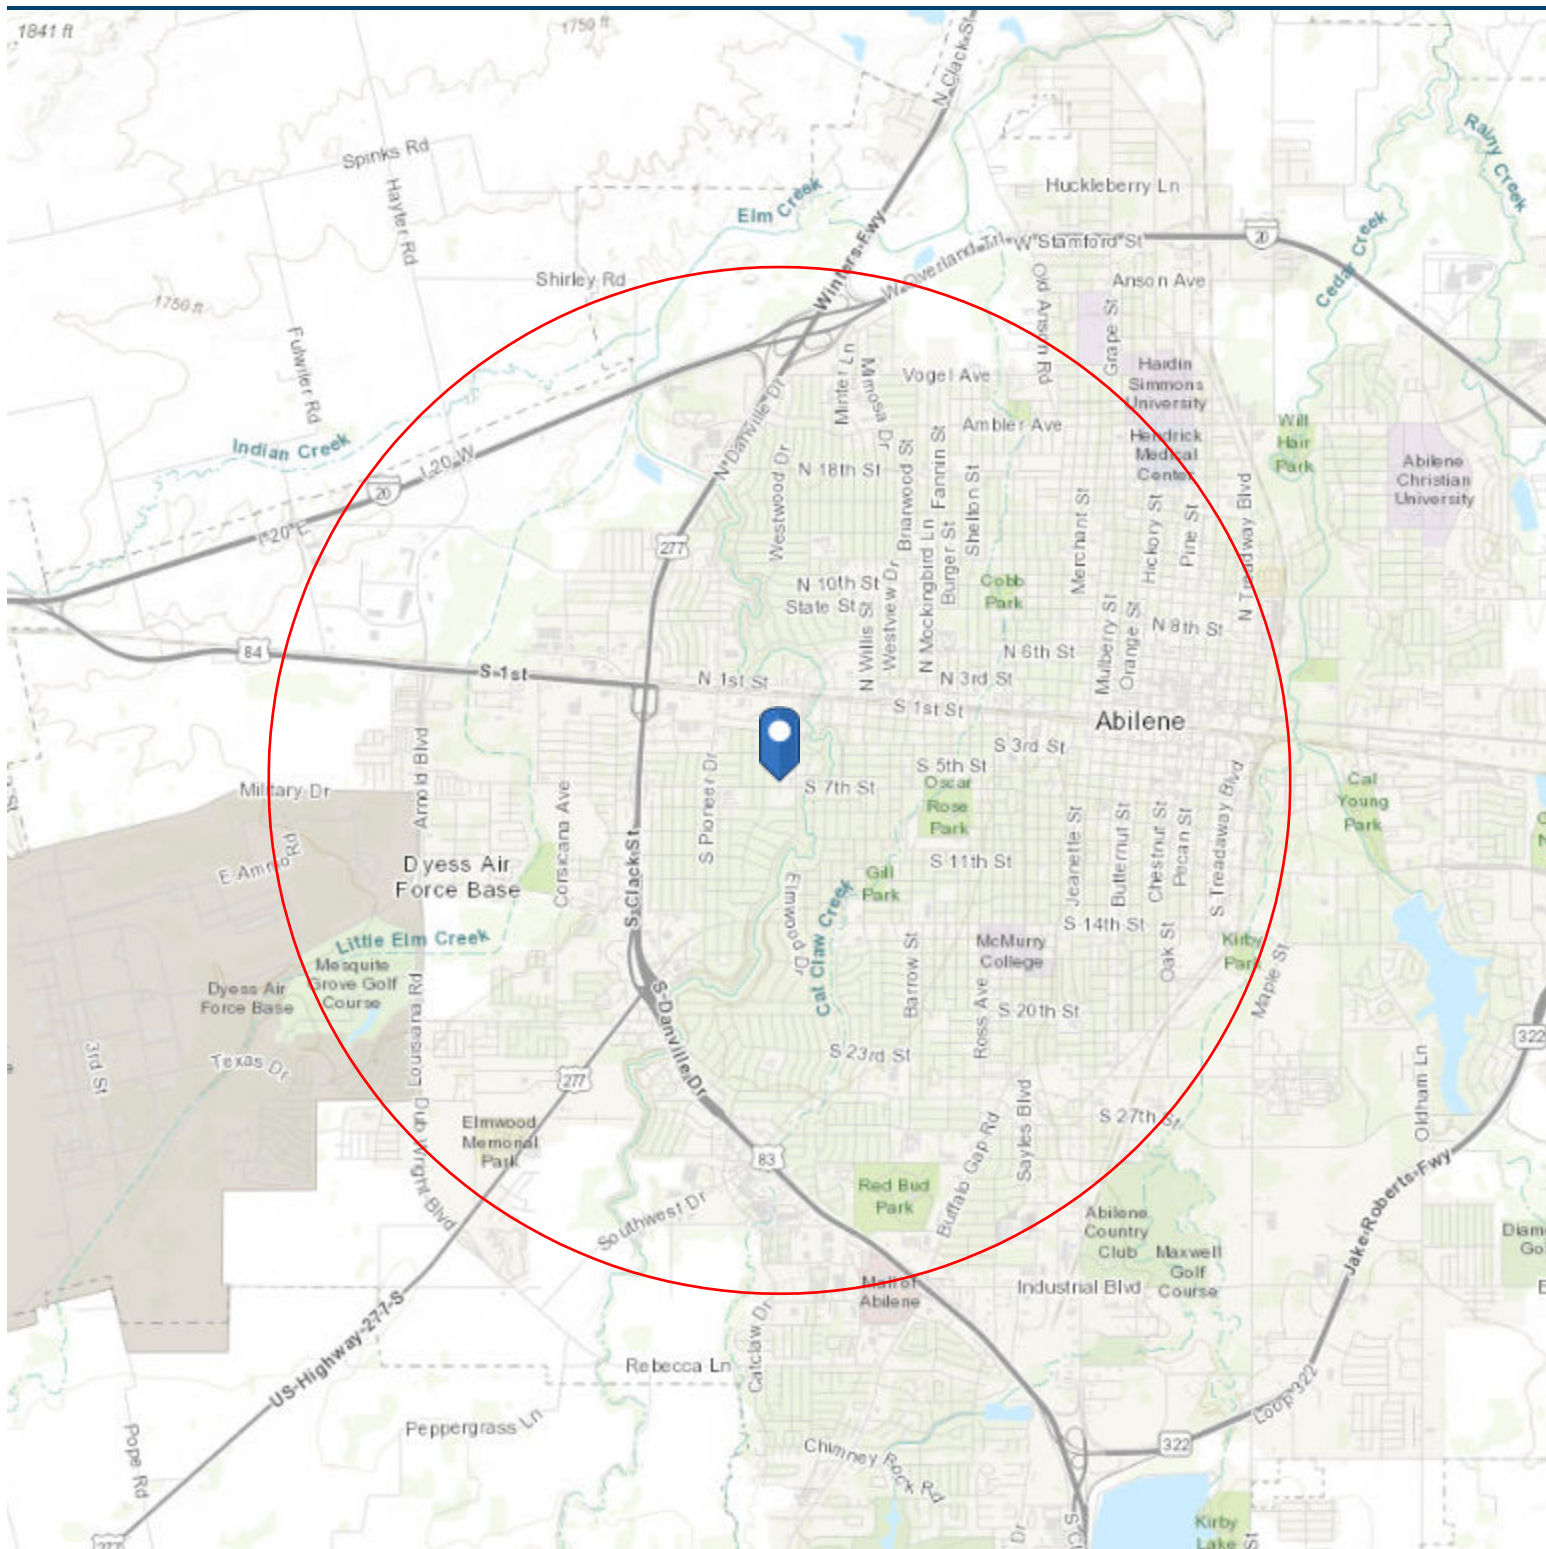 1841 ft
1750 ft
N Clack St
Spinks Rd
Hayter Rd
Rainy Creek
Huckleberry Ln
Elm Creek
Winters Fwy
W Overland Trl
W Stamford St
20
Cedar Creek
Shirley Rd
Anson Ave
Old Anson Rd
Grape St
1750 ft
Fulwiler Rd
Minter Ln
Mimosa Dr
Vogel Ave
Hardin
Simmons
University
N Danville Dr
Ambler Ave
Will
Hair
Park
Indian Creek
I-20 W
Hendrick
Medical
Center
Westwood Dr
N 18th St
Briarwood St
Fannin St
Shelton St
Abilene
Christian
University
20
I-20 E
Merchant St
Hickory St
Pine St
N Treadway Blvd
277
N Mockingbird Ln
Burger St
N 10th St
State St
Westview Dr
N Willis St
Cobb
Park
Mulberry St
Orange St
N 8th St
84
S 1st
N 6th St
N 1st St
N 3rd St
S 1st St
Abilene
S 3rd St
Arnold Blvd
S Pioneer Dr
S 5th St
S 7th St
Military Dr
Corsicana Ave
Oscar
Rose
Park
Cal
Young
Park
S Treadaway Blvd
Jeanette St
Butternut St
Chestnut St
Pecan St
E Ammo Rd
Dyess Air
Force Base
S 11th St
Gill
Park
S Clack St
Elmwood Dr
Cat Claw Creek
S 14th St
Little Elm Creek
Barrow St
McMurry
College
Oak St
Kirby
Park
Mesquite
Grove Golf
Course
Dyess Air
Force Base
Louisiana Rd
Maple St
S Danville Dr
Ross Ave
S 20th St
322
3rd St
Texas Dr
S 23rd St
277
Oldham Ln
Sayles Blvd
Elmwood
Memorial
Park
Dub Wright Blvd
Buffalo Gap Rd
S 27th St
83
Red Bud
Park
Southwest Dr
Abilene
Country
Club
Maxwell
Golf
Course
Jake Roberts Fwy
Mall of
Abilene
Industrial Blvd
US Highway 277 S
Catclaw Dr
Rebecca Ln
Loop 322
Peppergrass Ln
Pope Rd
Chimney Rock Rd
322
Kirby
Lake
277